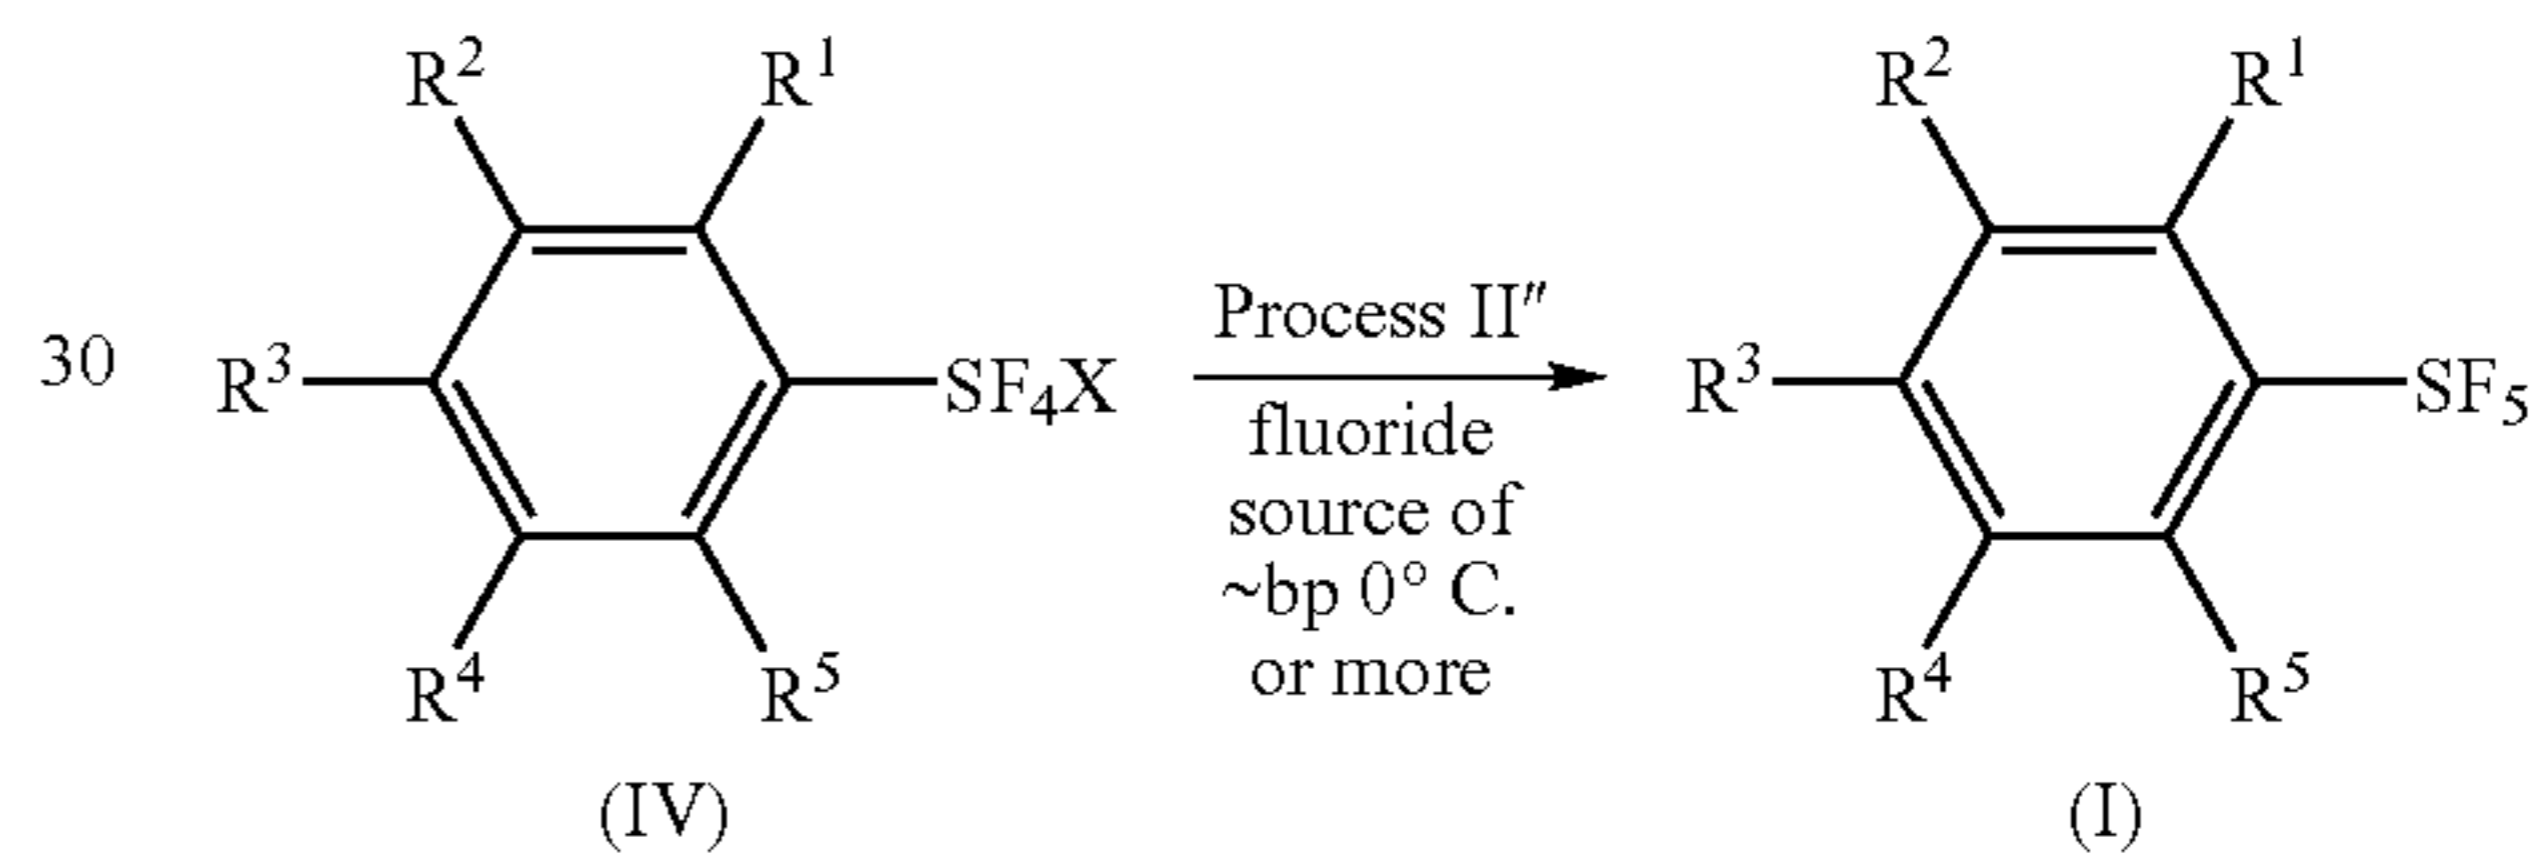 R² R¹ R² R¹
Process II″
30 R³ SF₄X R³ SF₅
fluoride
source of
~bp 0° C.
or more
R⁴ R⁵ R⁴ R⁵
(IV) (I)